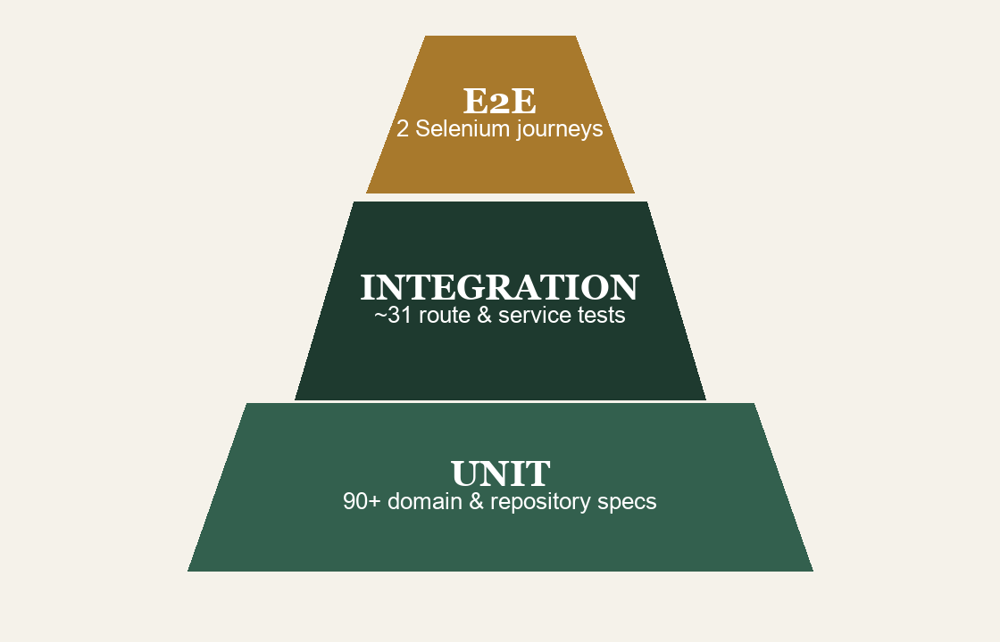 E2E
2 Selenium journeys
INTEGRATION
~31 route & service tests
UNIT
90+ domain & repository specs